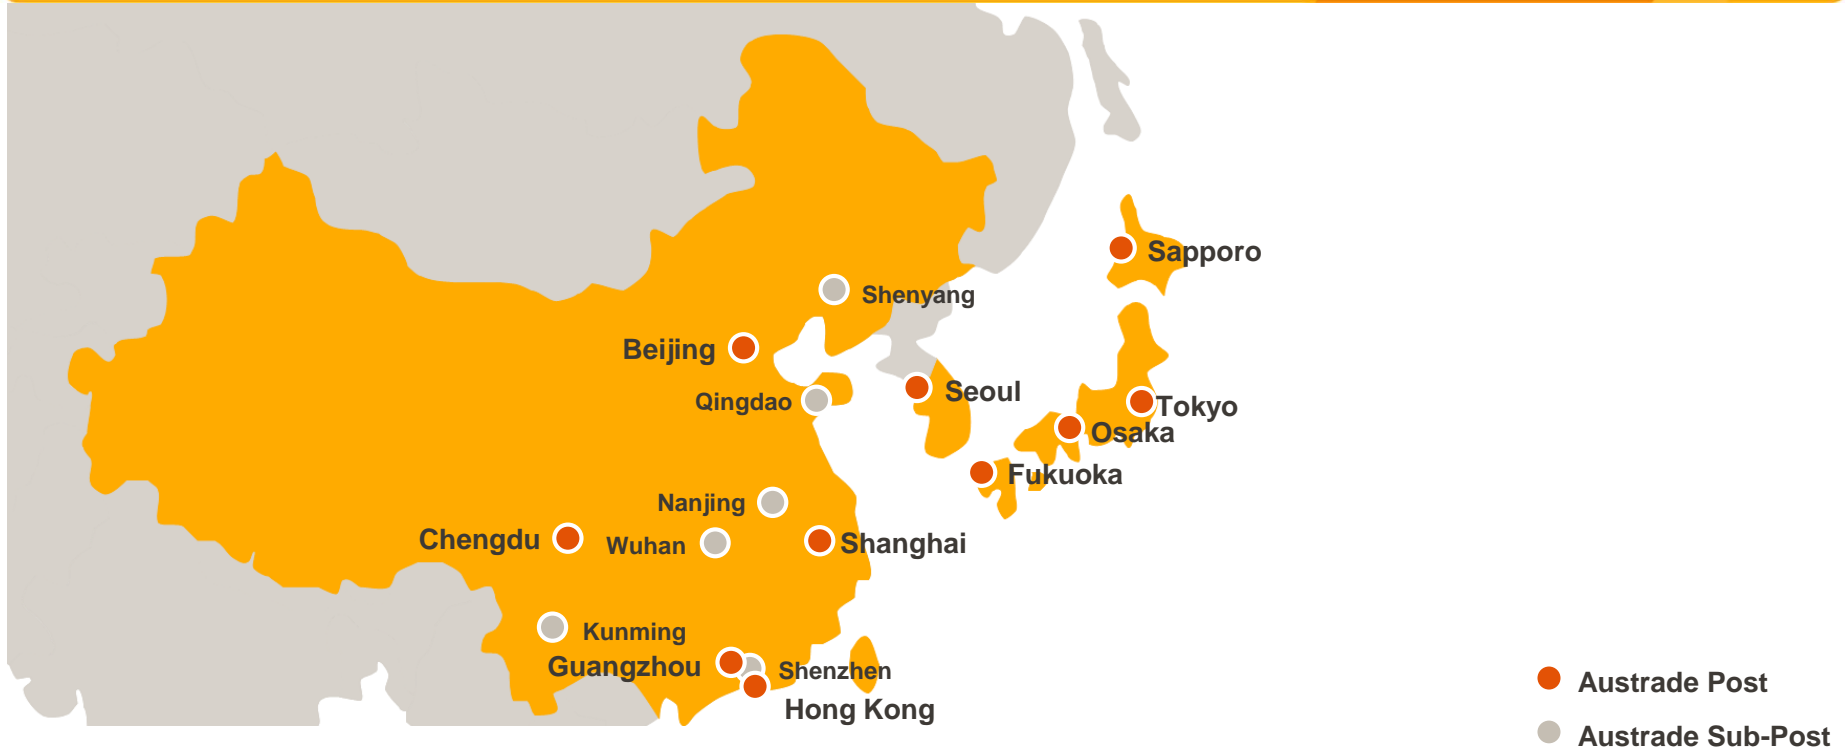 Sapporo
Shenyang
Beijing
Seoul
Qingdao
Tokyo
Osaka
Fukuoka
Nanjing
Chengdu
Wuhan
Shanghai
Kunming
Guangzhou
Shenzhen
Hong Kong
Austrade Post
Austrade Sub-Post